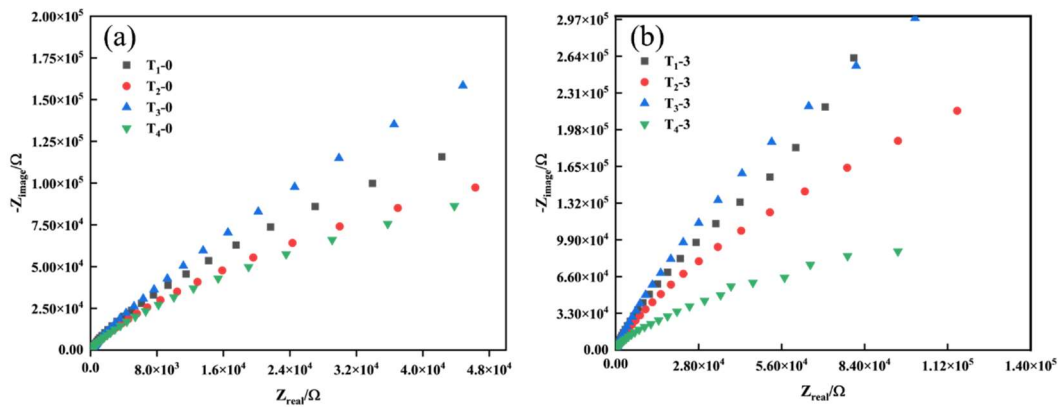 (a)
2.00×10⁵
1.75×10⁵
1.50×10⁵
1.25×10⁵
1.00×10⁵
7.50×10⁴
5.00×10⁴
2.50×10⁴
0.00
-Z_image/Ω
T₁-0
T₂-0
T₃-0
T₄-0
0.0 8.0×10³ 1.6×10⁴ 2.4×10⁴ 3.2×10⁴ 4.0×10⁴ 4.8×10⁴
Z_real/Ω
(b)
2.97×10⁵
2.64×10⁵
2.31×10⁵
1.98×10⁵
1.65×10⁵
1.32×10⁵
9.90×10⁴
6.60×10⁴
3.30×10⁴
0.00
-Z_image/Ω
T₁-3
T₂-3
T₃-3
T₄-3
0.00 2.80×10⁴ 5.60×10⁴ 8.40×10⁴ 1.12×10⁵ 1.40×10⁵
Z_real/Ω